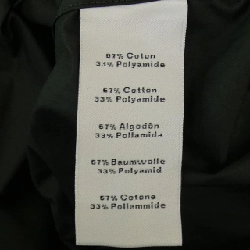 67% Coton
33% Polyamide
67% Cotton
33% Polyamide
67% Algodón
33% Poliamida
67% Baumwolle
33% Polyamid
67% Cotone
33% Poliammide